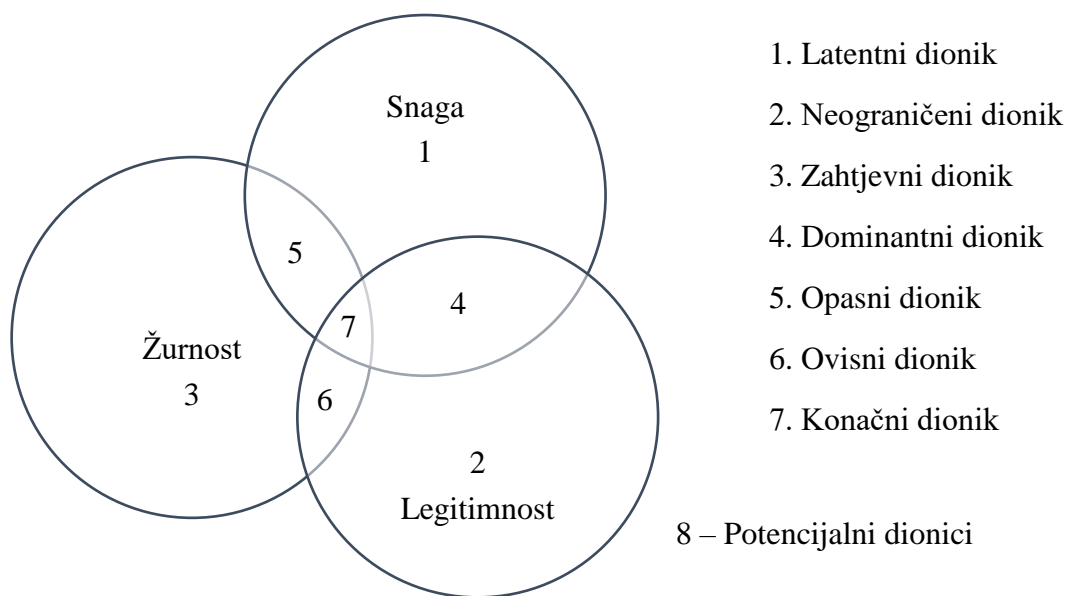 Snaga
1
5
4
7
Žurnost
3
6
2
Legitimnost
1. Latentni dionik
2. Neograničeni dionik
3. Zahtjevni dionik
4. Dominantni dionik
5. Opasni dionik
6. Ovisni dionik
7. Konačni dionik
8 – Potencijalni dionici